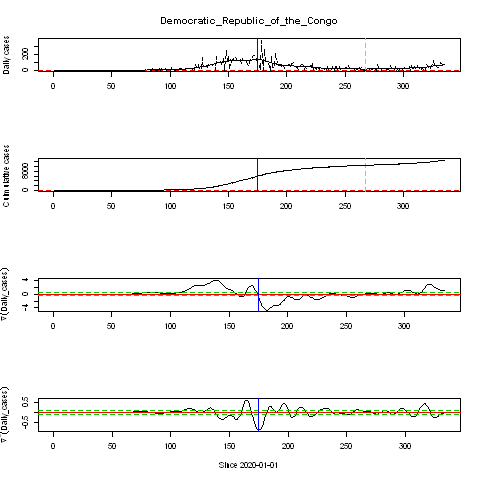 Democratic_Republic_of_the_Congo
Daily cases
0 200
0 50 100 150 200 250 300
Cumulative cases
0 8000
0 50 100 150 200 250 300
∇(Daily_cases)
-4 0 4
0 50 100 150 200 250 300
∇'(Daily_cases)
-0.5 0.5
0 50 100 150 200 250 300
Since 2020-01-01